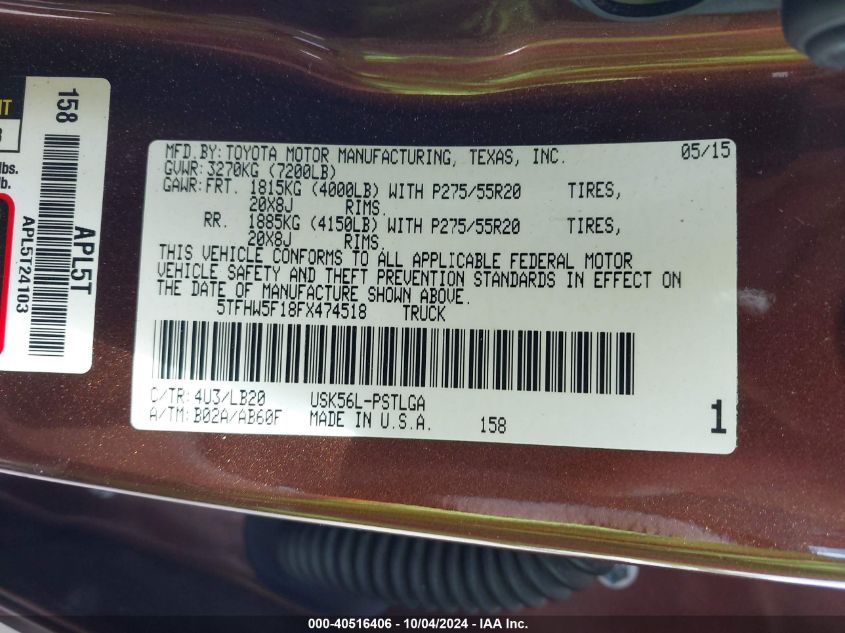 MFD.BY:TOYOTA MOTOR MANUFACTURING, TEXAS, INC. 05/15
GVWR:3270KG (7200LB)
GAWR:FRT. 1815KG (4000LB) WITH P275/55R20 TIRES,
20X8J RIMS.
RR. 1885KG (4150LB) WITH P275/55R20 TIRES,
20X8J RIMS.
THIS VEHICLE CONFORMS TO ALL APPLICABLE FEDERAL MOTOR
VEHICLE SAFETY AND THEFT PREVENTION STANDARDS IN EFFECT ON
THE DATE OF MANUFACTURE SHOWN ABOVE.
5TFHW5F18FX474518 TRUCK
C/TR:4U3/LB20 USK56L-PSTLGA
A/TM:B02A/AB60F MADE IN U.S.A. 158 1
158
APL5T
APL5T24103
lbs.
lb.
000-40516406 - 10/04/2024 - IAA Inc.